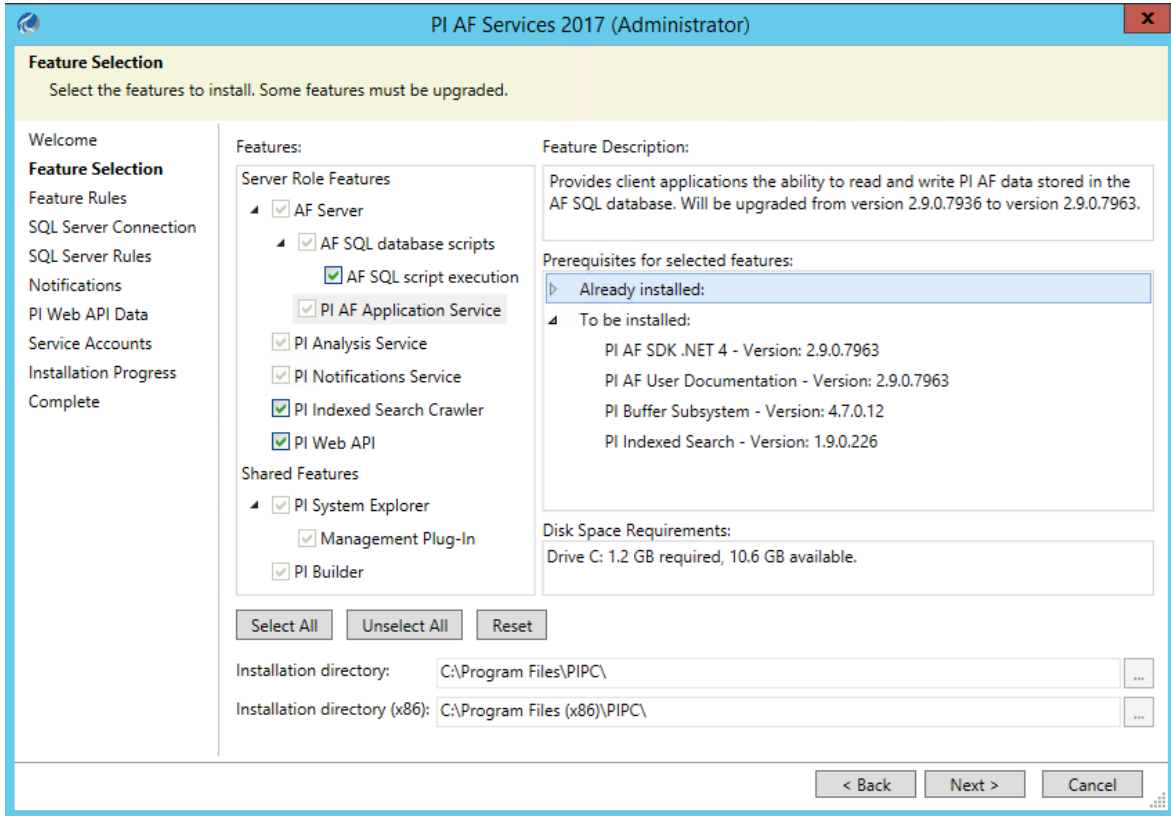 PI AF Services 2017 (Administrator)
x
Feature Selection
Select the features to install. Some features must be upgraded.
Welcome
Feature Selection
Feature Rules
SQL Server Connection
SQL Server Rules
Notifications
PI Web API Data
Service Accounts
Installation Progress
Complete
Features:
Server Role Features
AF Server
AF SQL database scripts
AF SQL script execution
PI AF Application Service
PI Analysis Service
PI Notifications Service
PI Indexed Search Crawler
PI Web API
Shared Features
PI System Explorer
Management Plug-In
PI Builder
Feature Description:
Provides client applications the ability to read and write PI AF data stored in the
AF SQL database. Will be upgraded from version 2.9.0.7936 to version 2.9.0.7963.
Prerequisites for selected features:
Already installed:
To be installed:
PI AF SDK .NET 4 - Version: 2.9.0.7963
PI AF User Documentation - Version: 2.9.0.7963
PI Buffer Subsystem - Version: 4.7.0.12
PI Indexed Search - Version: 1.9.0.226
Disk Space Requirements:
Drive C: 1.2 GB required, 10.6 GB available.
Select All Unselect All Reset
Installation directory: C:\Program Files\PIPC\ ...
Installation directory (x86): C:\Program Files (x86)\PIPC\ ...
< Back Next > Cancel